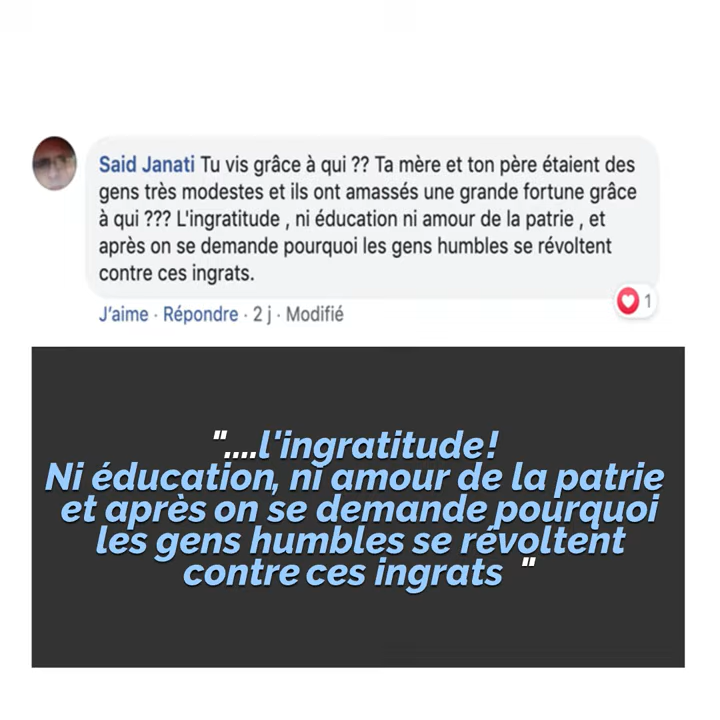 Said Janati Tu vis grâce à qui ?? Ta mère et ton père étaient des
gens très modestes et ils ont amassés une grande fortune grâce
à qui ??? L'ingratitude , ni éducation ni amour de la patrie , et
après on se demande pourquoi les gens humbles se révoltent
contre ces ingrats.
1
J'aime · Répondre · 2 j · Modifié
"....l'ingratitude!
Ni éducation, ni amour de la patrie
et après on se demande pourquoi
les gens humbles se révoltent
contre ces ingrats "